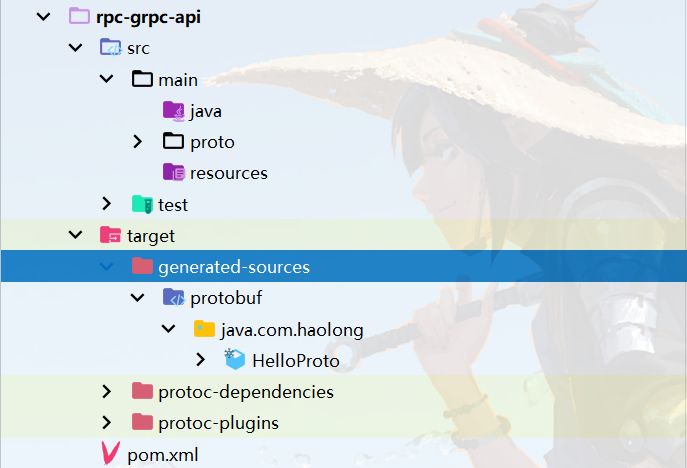 rpc-grpc-api
src
main
java
proto
resources
test
target
generated-sources
protobuf
java.com.haolong
HelloProto
protoc-dependencies
protoc-plugins
pom.xml